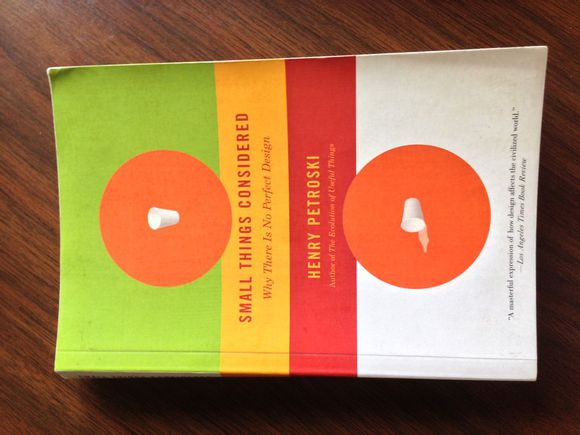 SMALL THINGS CONSIDERED
Why There Is No Perfect Design
HENRY PETROSKI
Author of The Evolution of Useful Things
"A masterful expression of how design affects the civilized world."
—Los Angeles Times Book Review